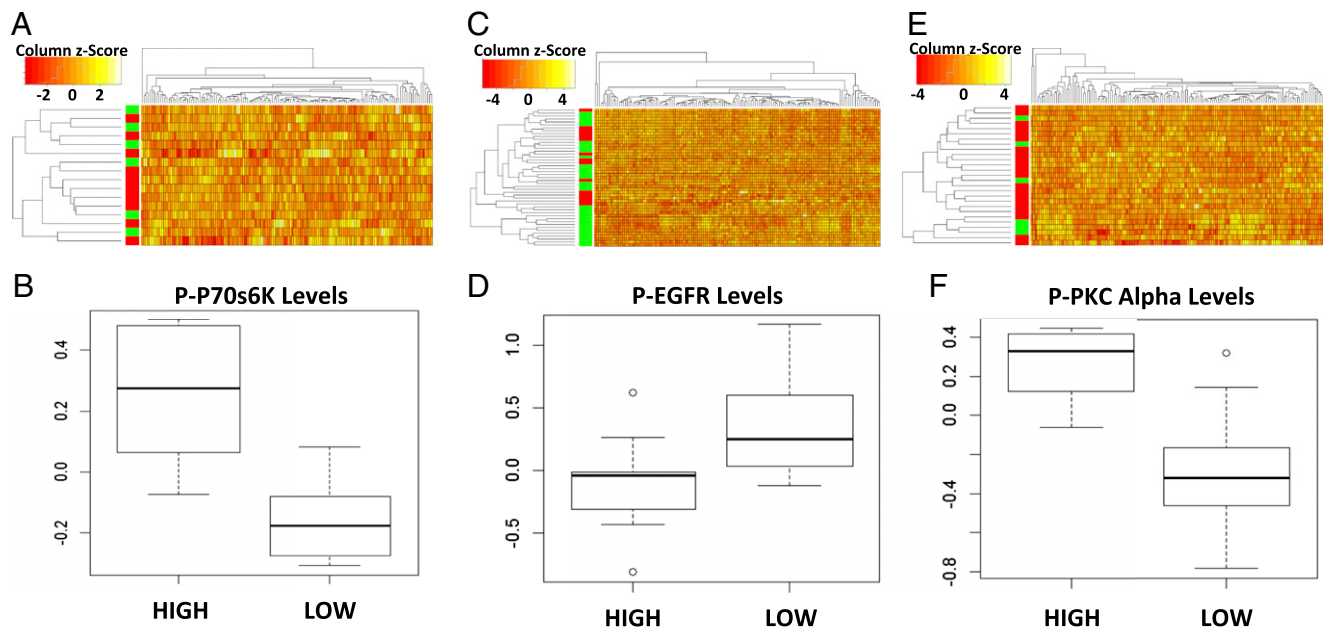 A
Column z-Score
-2 0 2
C
Column z-Score
-4 0 4
E
Column z-Score
-4 0 4
B
P-P70s6K Levels
0.4
0.2
0.0
-0.2
HIGH LOW
D
P-EGFR Levels
1.0
0.5
0.0
-0.5
HIGH LOW
F
P-PKC Alpha Levels
0.4
0.2
0.0
-0.4
-0.8
HIGH LOW